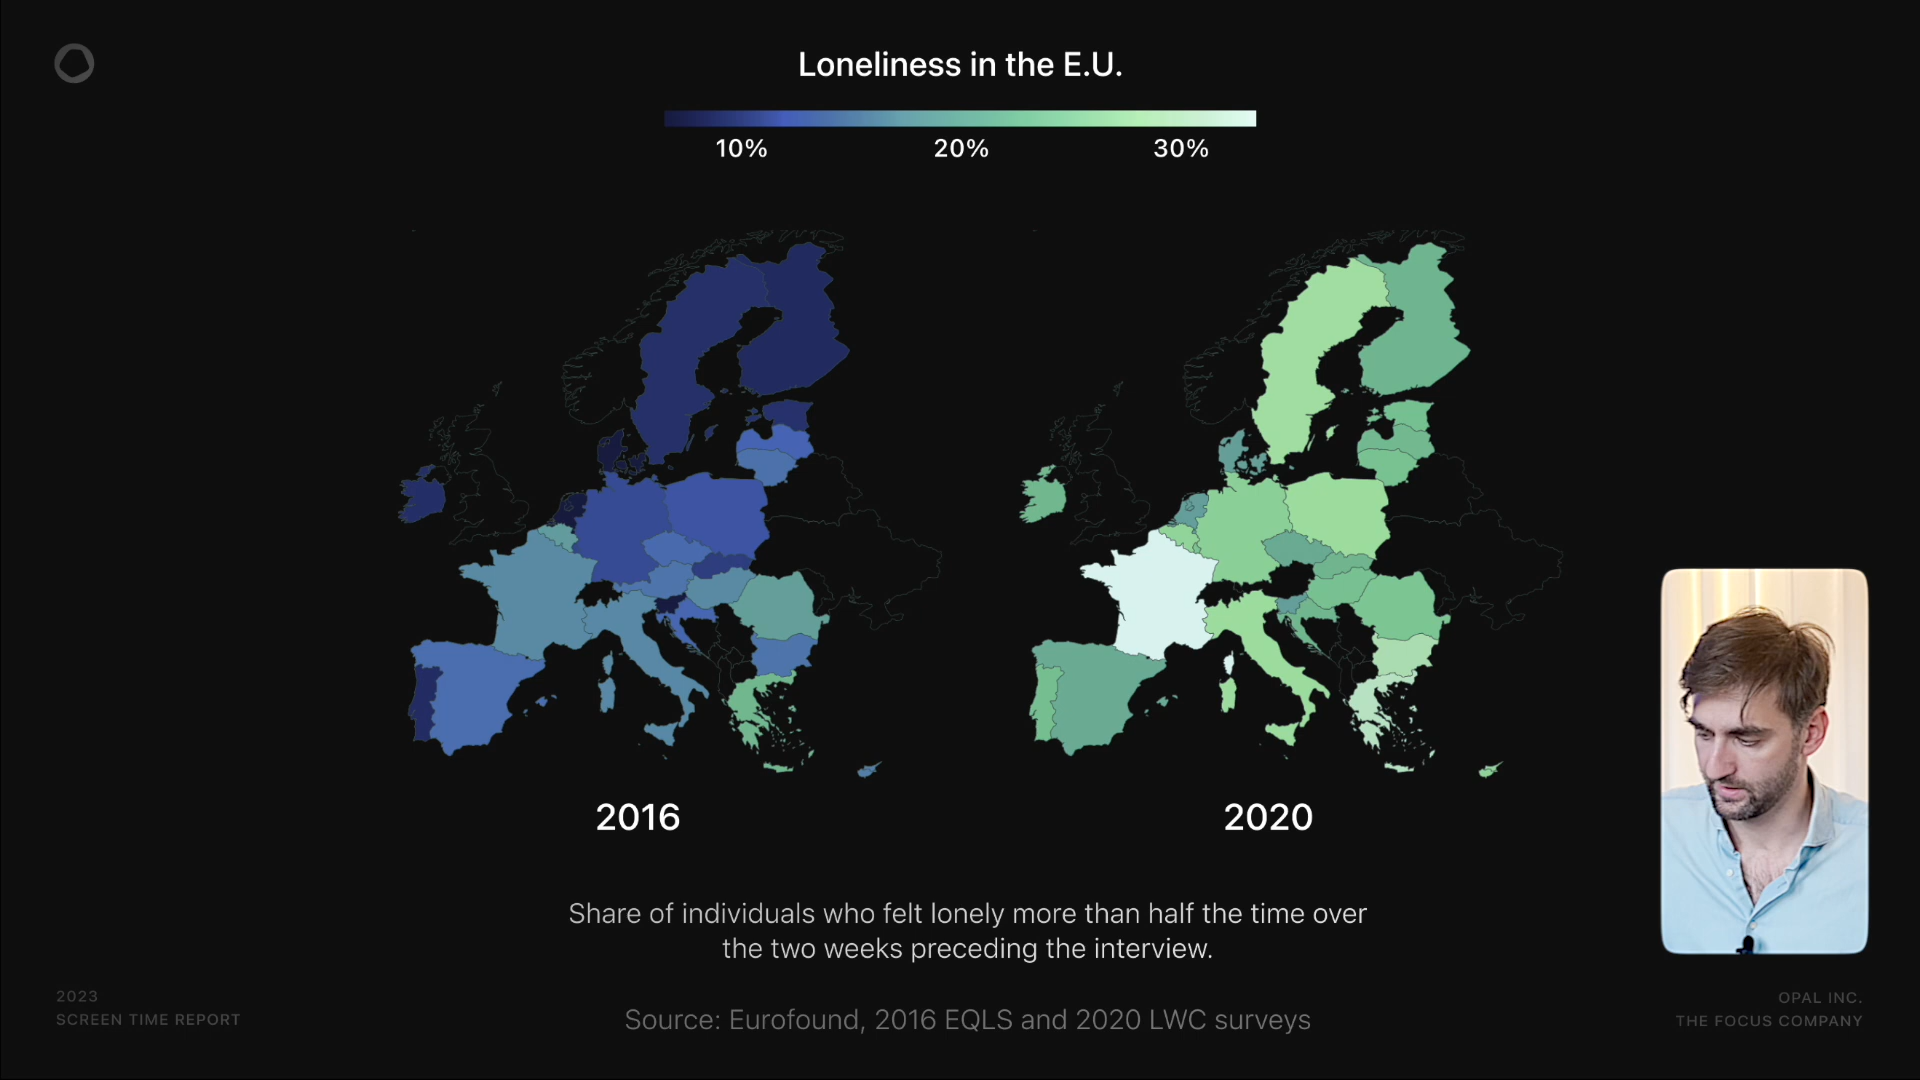 Loneliness in the E.U.
10% 20% 30%
2016 2020
Share of individuals who felt lonely more than half the time over
the two weeks preceding the interview.
Source: Eurofound, 2016 EQLS and 2020 LWC surveys
2023
SCREEN TIME REPORT
OPAL INC.
THE FOCUS COMPANY